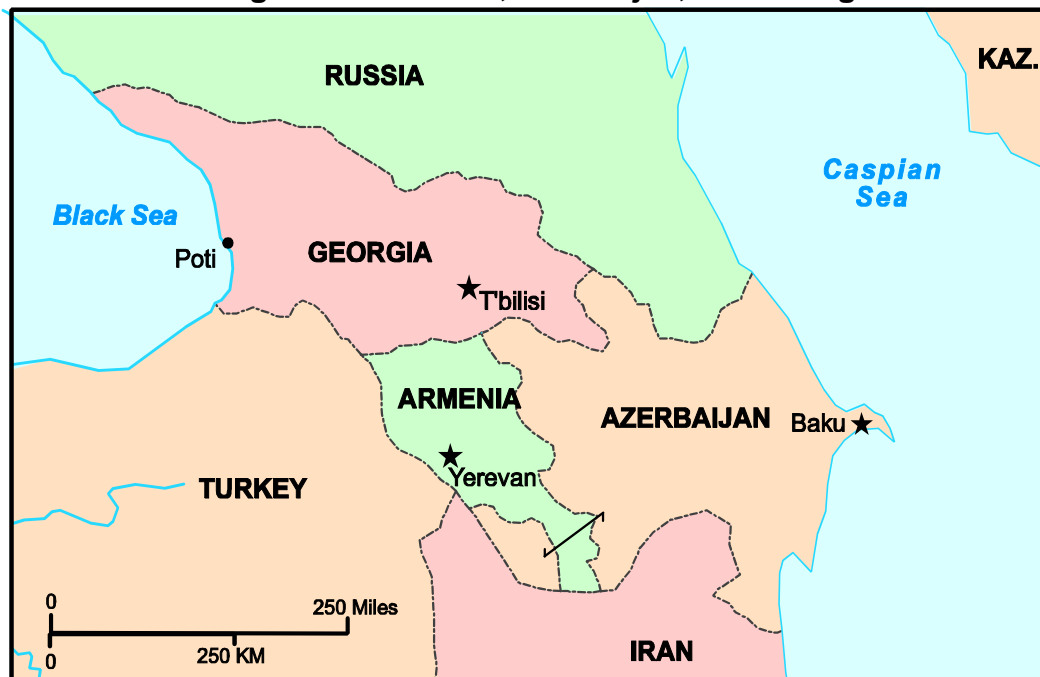 RUSSIA
KAZ.
Caspian
Sea
Black Sea
Poti
GEORGIA
T'bilisi
ARMENIA
AZERBAIJAN
Baku
Yerevan
TURKEY
0
250 Miles
0
250 KM
IRAN